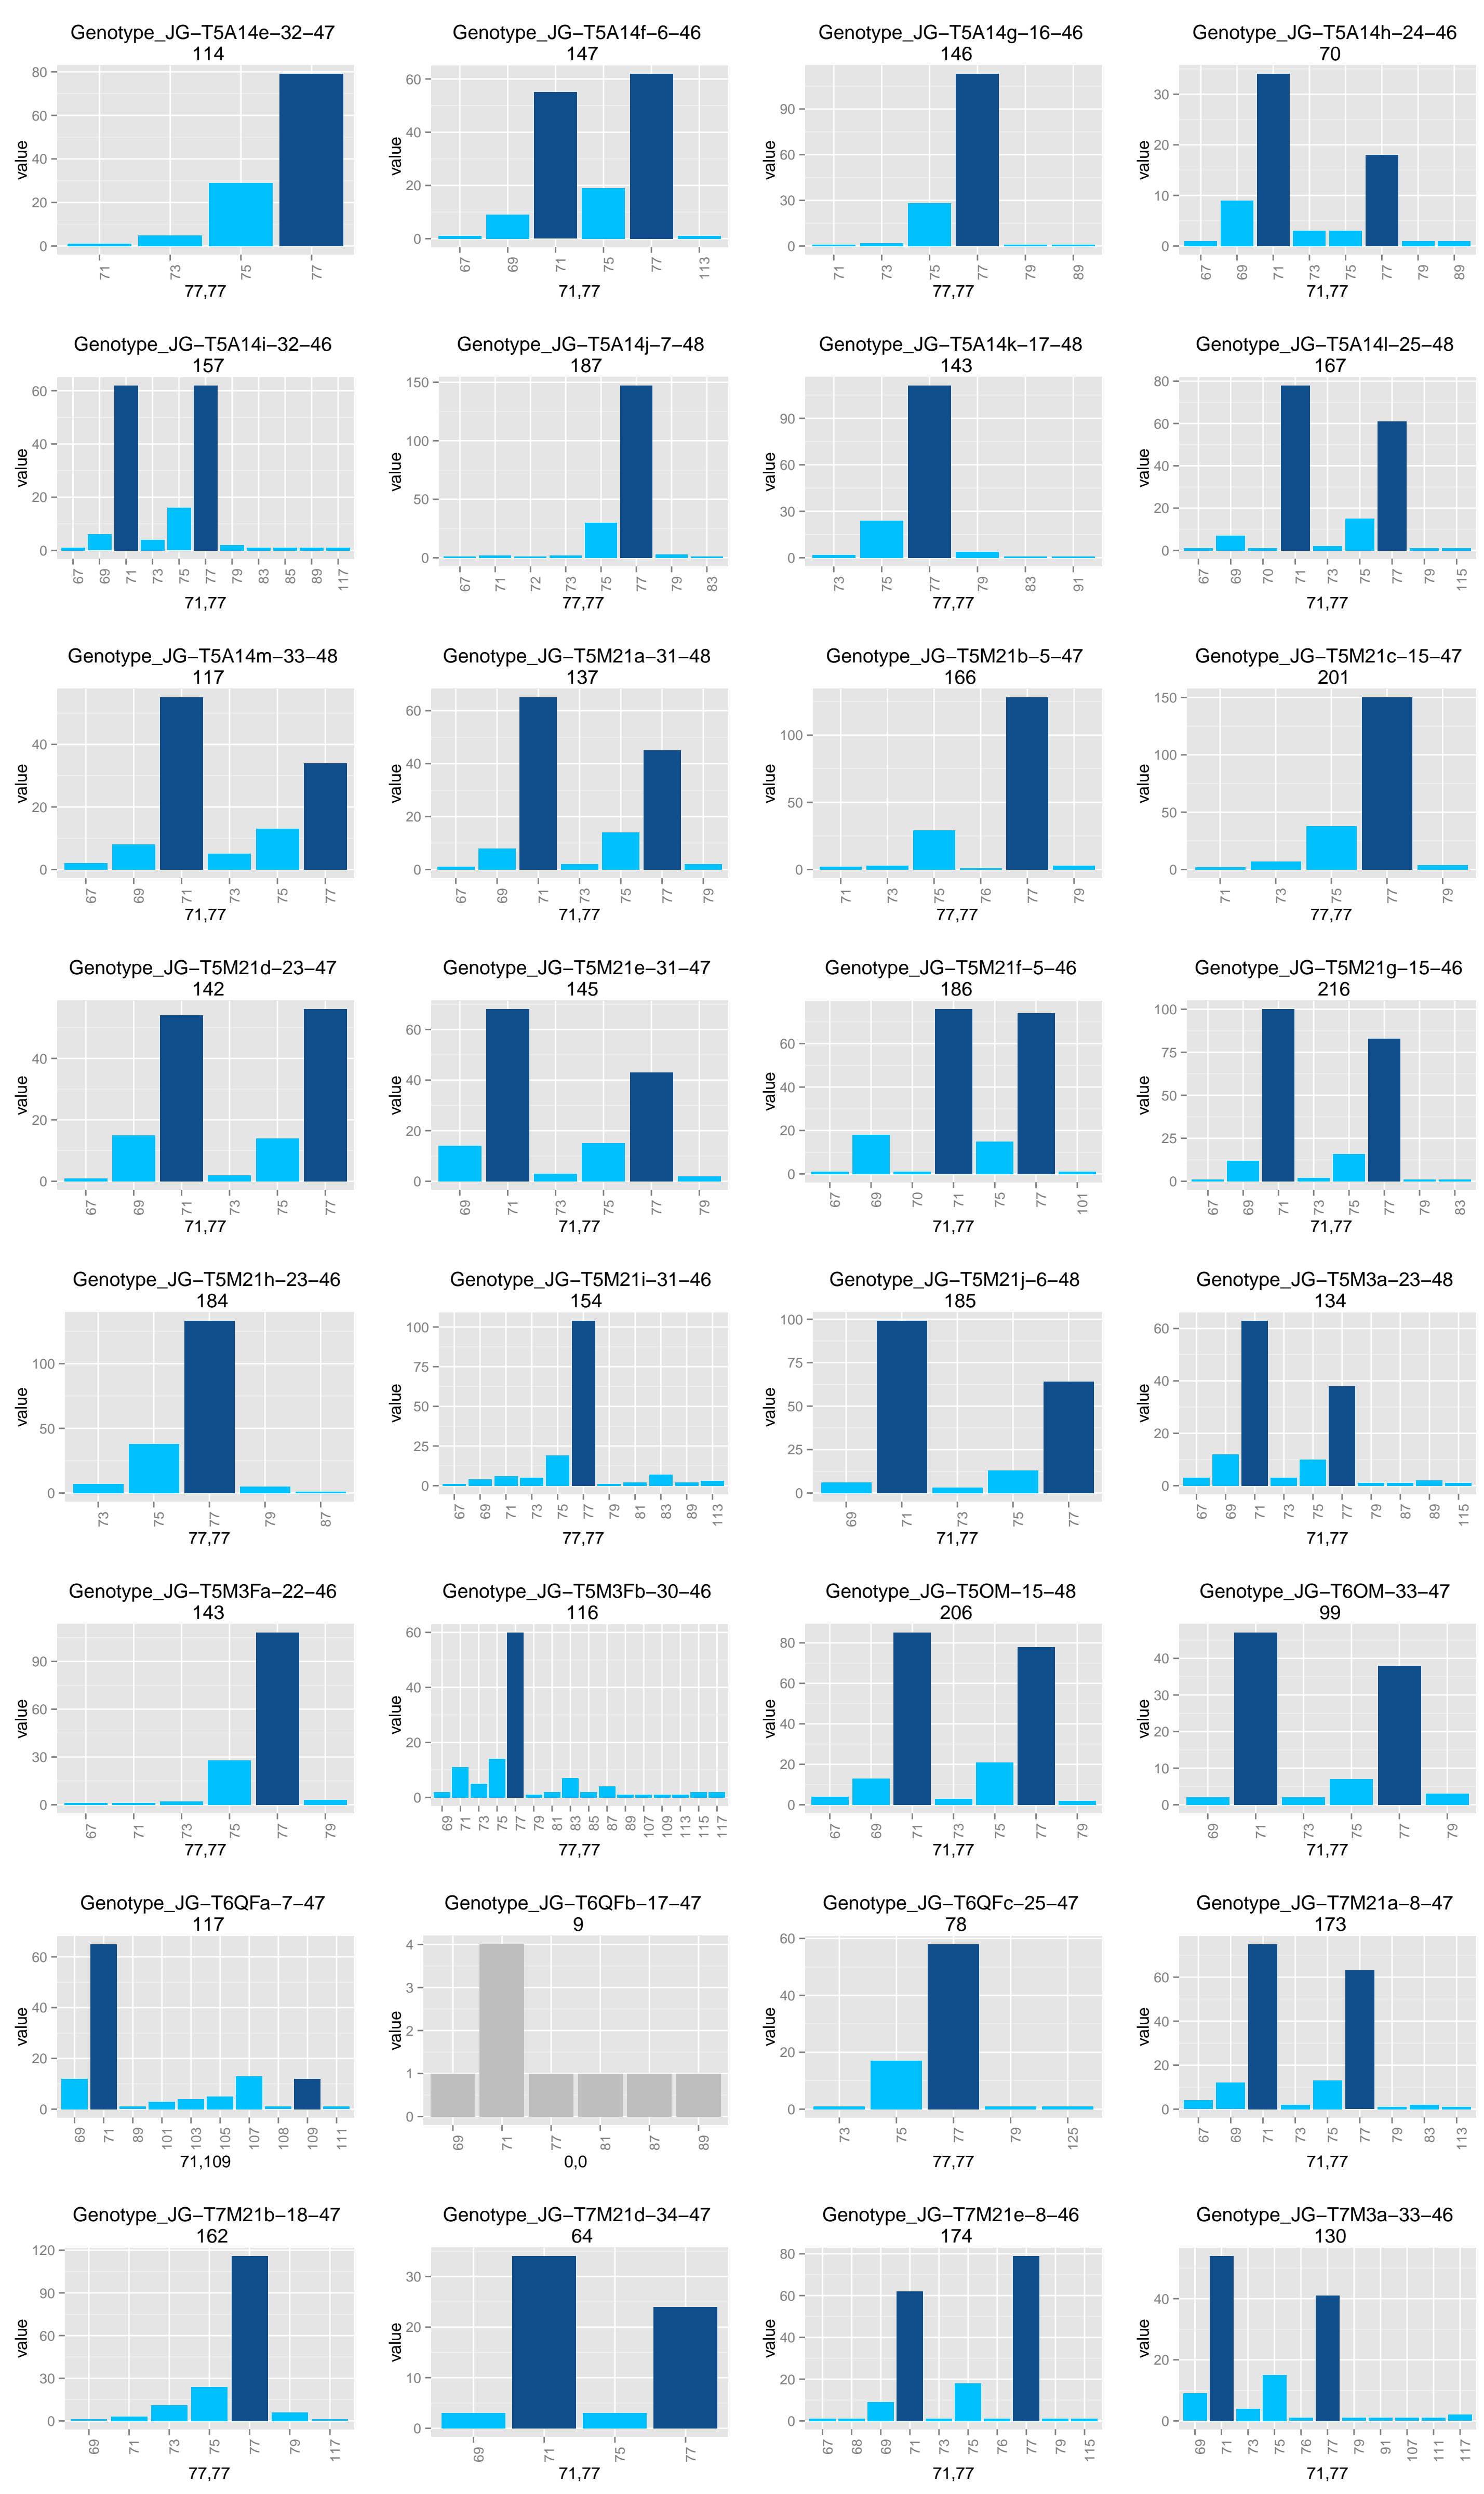 Genotype_JG-T5A14e-32-47
114
80
60
40
20
0
value
71 73 75 77
77,77
Genotype_JG-T5A14f-6-46
147
60
40
20
0
value
67 69 71 75 77 113
71,77
Genotype_JG-T5A14g-16-46
146
90
60
30
0
value
71 73 75 77 79 89
77,77
Genotype_JG-T5A14h-24-46
70
30
20
10
0
value
67 69 71 73 75 77 79 89
71,77
Genotype_JG-T5A14i-32-46
157
60
40
20
0
value
67 69 71 73 75 77 79 83 85 89 117
71,77
Genotype_JG-T5A14j-7-48
187
150
100
50
0
value
67 71 72 73 75 77 79 83
77,77
Genotype_JG-T5A14k-17-48
143
90
60
30
0
value
73 75 77 79 83 91
77,77
Genotype_JG-T5A14l-25-48
167
80
60
40
20
0
value
67 69 70 71 73 75 77 79 115
71,77
Genotype_JG-T5A14m-33-48
117
40
20
0
value
67 69 71 73 75 77
71,77
Genotype_JG-T5M21a-31-48
137
60
40
20
0
value
67 69 71 73 75 77 79
71,77
Genotype_JG-T5M21b-5-47
166
100
50
0
value
71 73 75 76 77 79
77,77
Genotype_JG-T5M21c-15-47
201
150
100
50
0
value
71 73 75 77 79
77,77
Genotype_JG-T5M21d-23-47
142
40
20
0
value
67 69 71 73 75 77
71,77
Genotype_JG-T5M21e-31-47
145
60
40
20
0
value
69 71 73 75 77 79
71,77
Genotype_JG-T5M21f-5-46
186
60
40
20
0
value
67 69 70 71 75 77 101
71,77
Genotype_JG-T5M21g-15-46
216
100
75
50
25
0
value
67 69 71 73 75 77 79 83
71,77
Genotype_JG-T5M21h-23-46
184
100
50
0
value
73 75 77 79 87
77,77
Genotype_JG-T5M21i-31-46
154
100
75
50
25
0
value
67 69 71 73 75 77 79 81 83 89 113
77,77
Genotype_JG-T5M21j-6-48
185
100
75
50
25
0
value
69 71 73 75 77
71,77
Genotype_JG-T5M3a-23-48
134
60
40
20
0
value
67 69 71 73 75 77 79 87 89 115
71,77
Genotype_JG-T5M3Fa-22-46
143
90
60
30
0
value
67 71 73 75 77 79
77,77
Genotype_JG-T5M3Fb-30-46
116
60
40
20
0
value
69 71 73 75 77 79 81 83 85 87 89 107 109 113 115 117
77,77
Genotype_JG-T5OM-15-48
206
80
60
40
20
0
value
67 69 71 73 75 77 79
71,77
Genotype_JG-T6OM-33-47
99
40
30
20
10
0
value
69 71 73 75 77 79
71,77
Genotype_JG-T6QFa-7-47
117
60
40
20
0
value
69 71 89 101 103 105 107 108 109 111
71,109
Genotype_JG-T6QFb-17-47
9
4
3
2
1
0
value
69 71 77 81 87 89
0,0
Genotype_JG-T6QFc-25-47
78
60
40
20
0
value
73 75 77 79 125
77,77
Genotype_JG-T7M21a-8-47
173
60
40
20
0
value
67 69 71 73 75 77 79 83 113
71,77
Genotype_JG-T7M21b-18-47
162
120
90
60
30
0
value
69 71 73 75 77 79 117
77,77
Genotype_JG-T7M21d-34-47
64
30
20
10
0
value
69 71 75 77
71,77
Genotype_JG-T7M21e-8-46
174
80
60
40
20
0
value
67 68 69 71 73 75 76 77 79 115
71,77
Genotype_JG-T7M3a-33-46
130
40
20
0
value
69 71 73 75 76 77 79 91 107 111 117
71,77